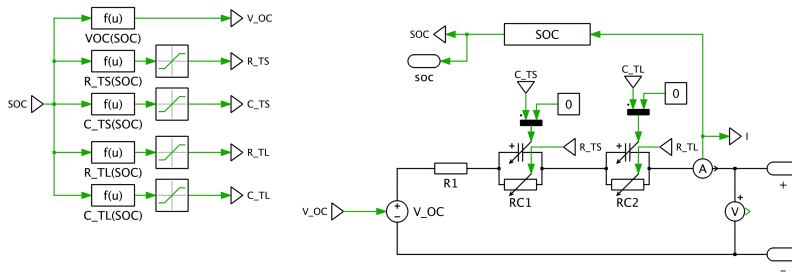 f(u)
V_OC
VOC(SOC)
f(u)
R_TS
R_TS(SOC)
SOC
f(u)
C_TS
C_TS(SOC)
f(u)
R_TL
R_TL(SOC)
f(u)
C_TL
C_TL(SOC)
SOC
SOC
soc
C_TS
0
C_TL
0
R_TS
R_TL
I
R1
RC1
RC2
A
+
V_OC
+
−
V_OC
+
V
−